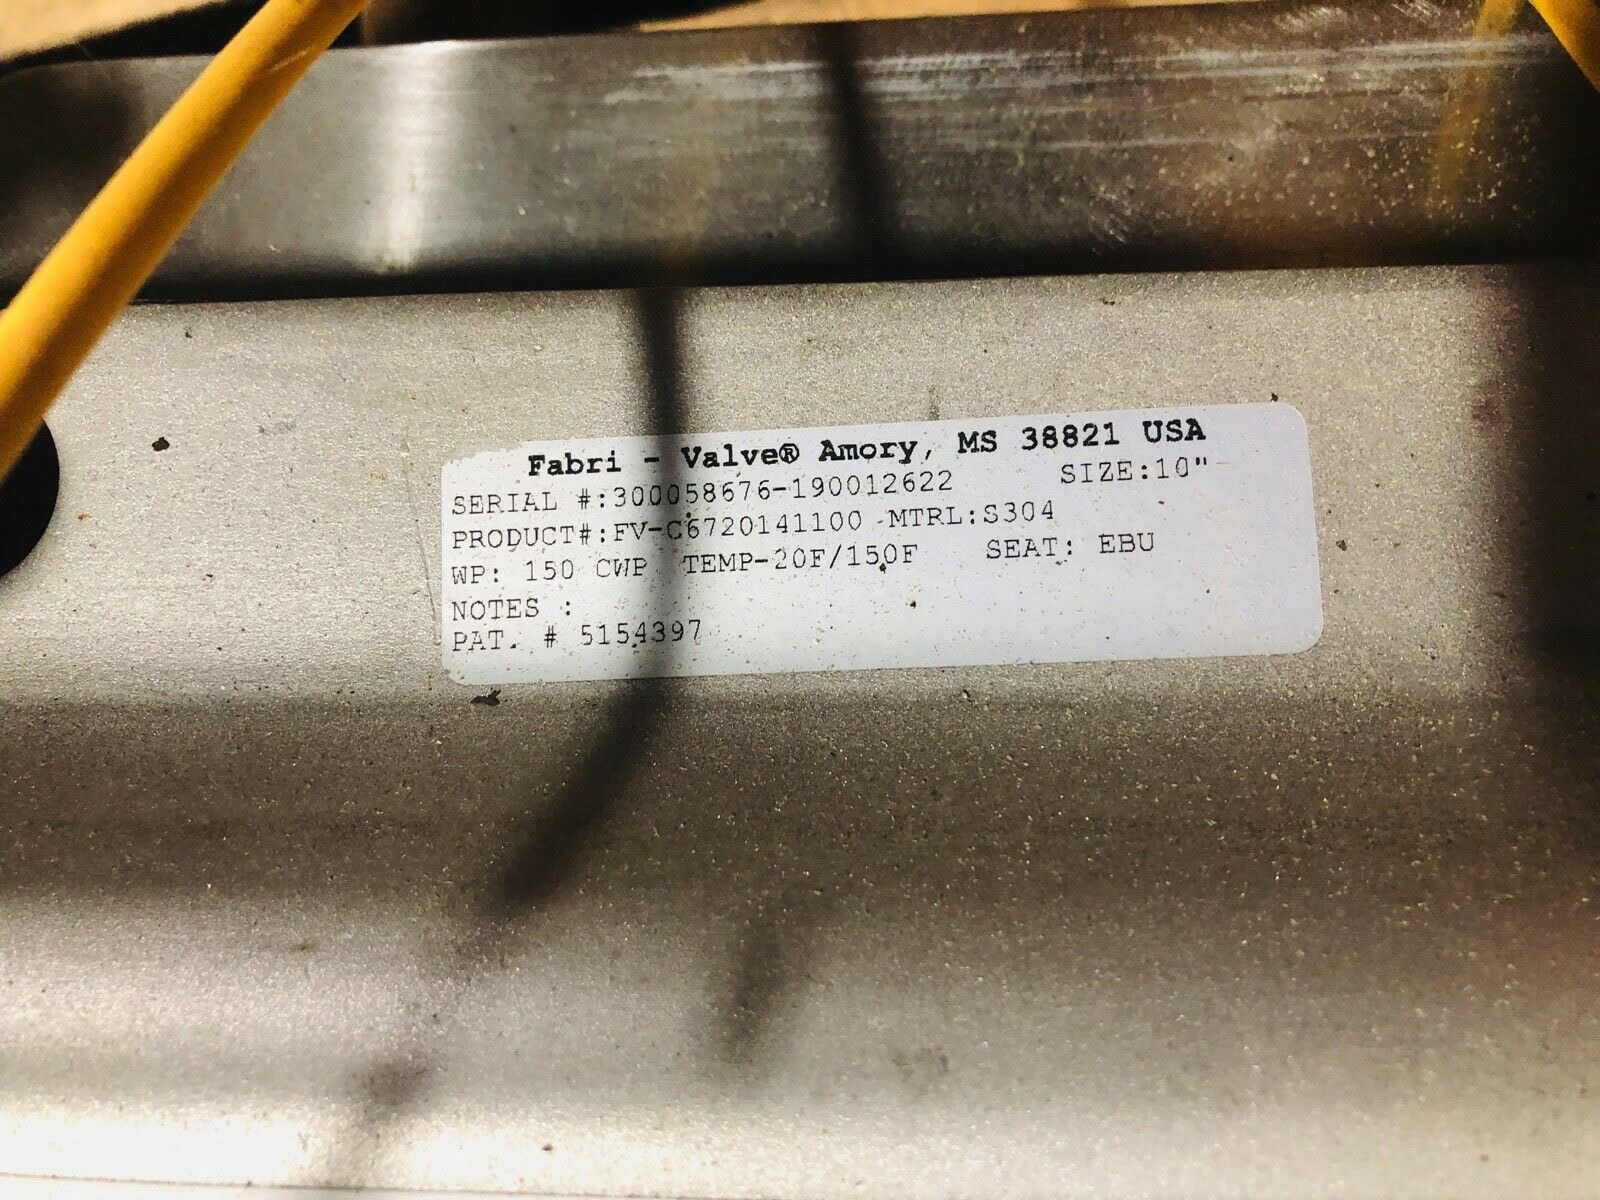 Fabri - Valve® Amory, MS 38821 USA
SERIAL #:300058676-190012622 SIZE:10"
PRODUCT#:FV-C6720141100 MTRL:S304
WP: 150 CWP TEMP-20F/150F SEAT: EBU
NOTES :
PAT. # 5154397